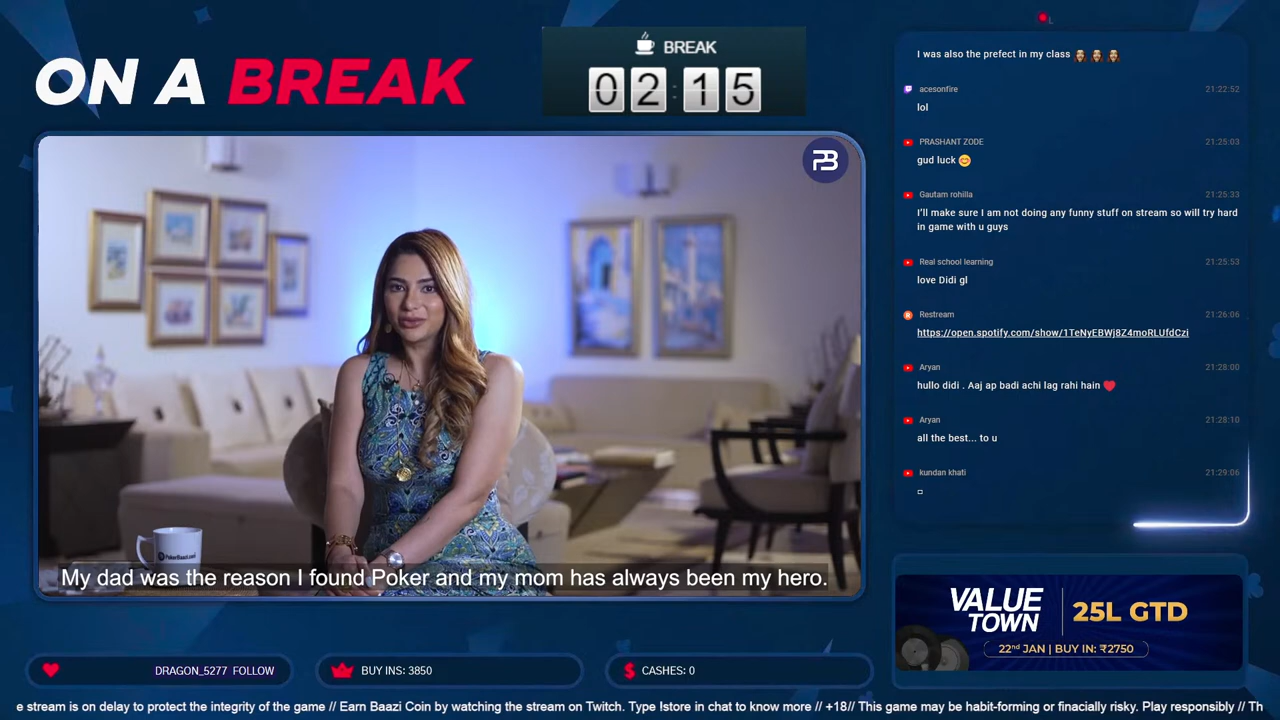 ON A BREAK
BREAK
02:15
PB
PokerBaazi.com
My dad was the reason I found Poker and my mom has always been my hero.
L
I was also the prefect in my class
acesonfire 21:22:52
lol
PRASHANT ZODE 21:25:03
gud luck 😊
Gautam rohilla 21:25:33
I'll make sure I am not doing any funny stuff on stream so will try hard
in game with u guys
Real school learning 21:25:53
love Didi gl
Restream 21:26:06
https://open.spotify.com/show/1TeNyEBWj8Z4moRLUfdCzi
Aryan 21:28:00
hullo didi . Aaj ap badi achi lag rahi hain ❤️
Aryan 21:28:10
all the best... to u
kundan khati 21:29:06
VALUE
TOWN
25L GTD
22nd JAN | BUY IN: ₹2750
DRAGON_5277 FOLLOW
BUY INS: 3850
CASHES: 0
e stream is on delay to protect the integrity of the game // Earn Baazi Coin by watching the stream on Twitch. Type !store in chat to know more // +18// This game may be habit-forming or finacially risky. Play responsibly // Th